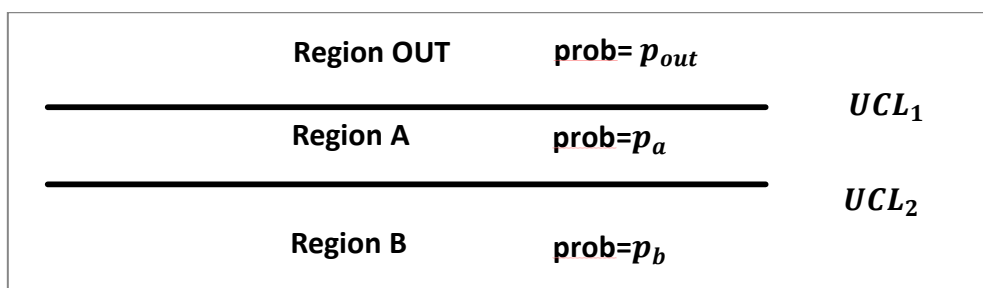 Region OUT prob= p_out
UCL_1
Region A prob=p_a
UCL_2
Region B prob=p_b